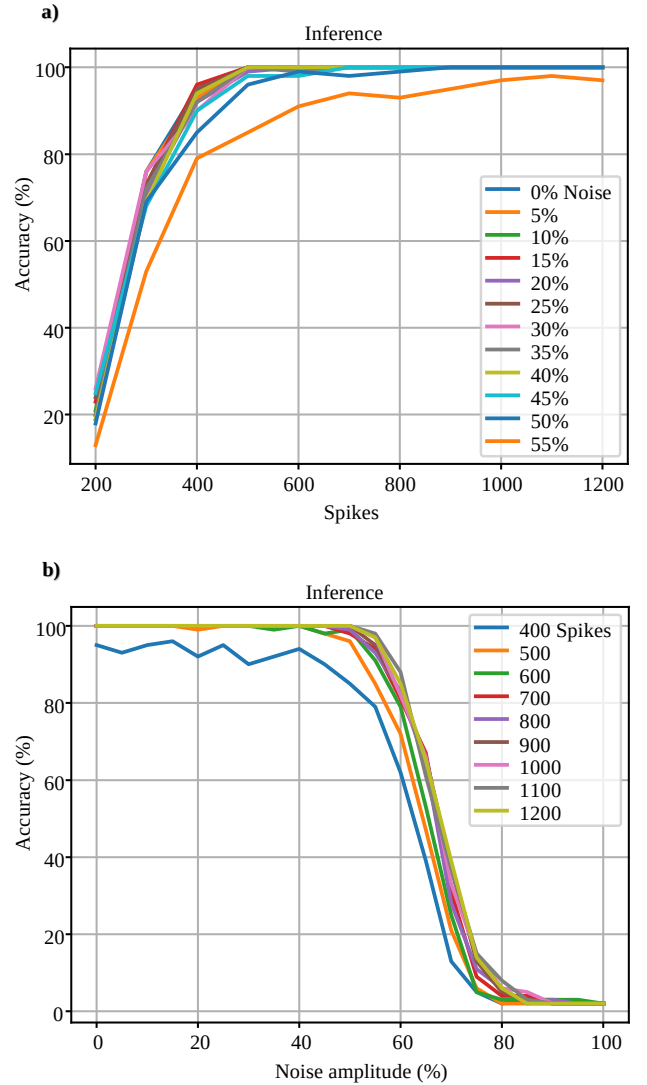 a)
Inference
Accuracy (%)
100
80
60
40
20
0% Noise
5%
10%
15%
20%
25%
30%
35%
40%
45%
50%
55%
200 400 600 800 1000 1200
Spikes
b)
Inference
Accuracy (%)
100
80
60
40
20
0
400 Spikes
500
600
700
800
900
1000
1100
1200
0 20 40 60 80 100
Noise amplitude (%)